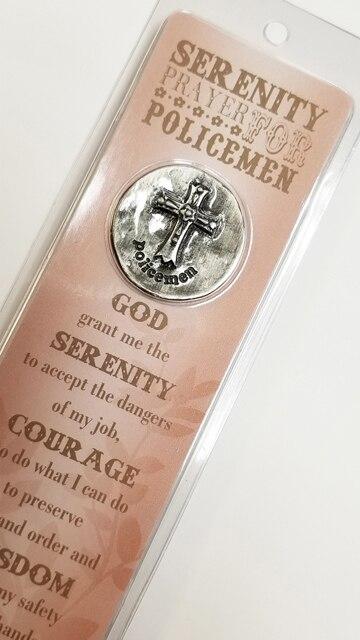 SERENITY
PRAYER FOR
POLICEMEN
policemen
GOD
grant me the
SERENITY
to accept the dangers
of my job,
COURAGE
o do what I can do
to preserve
and order and
SDOM
my safety
hand